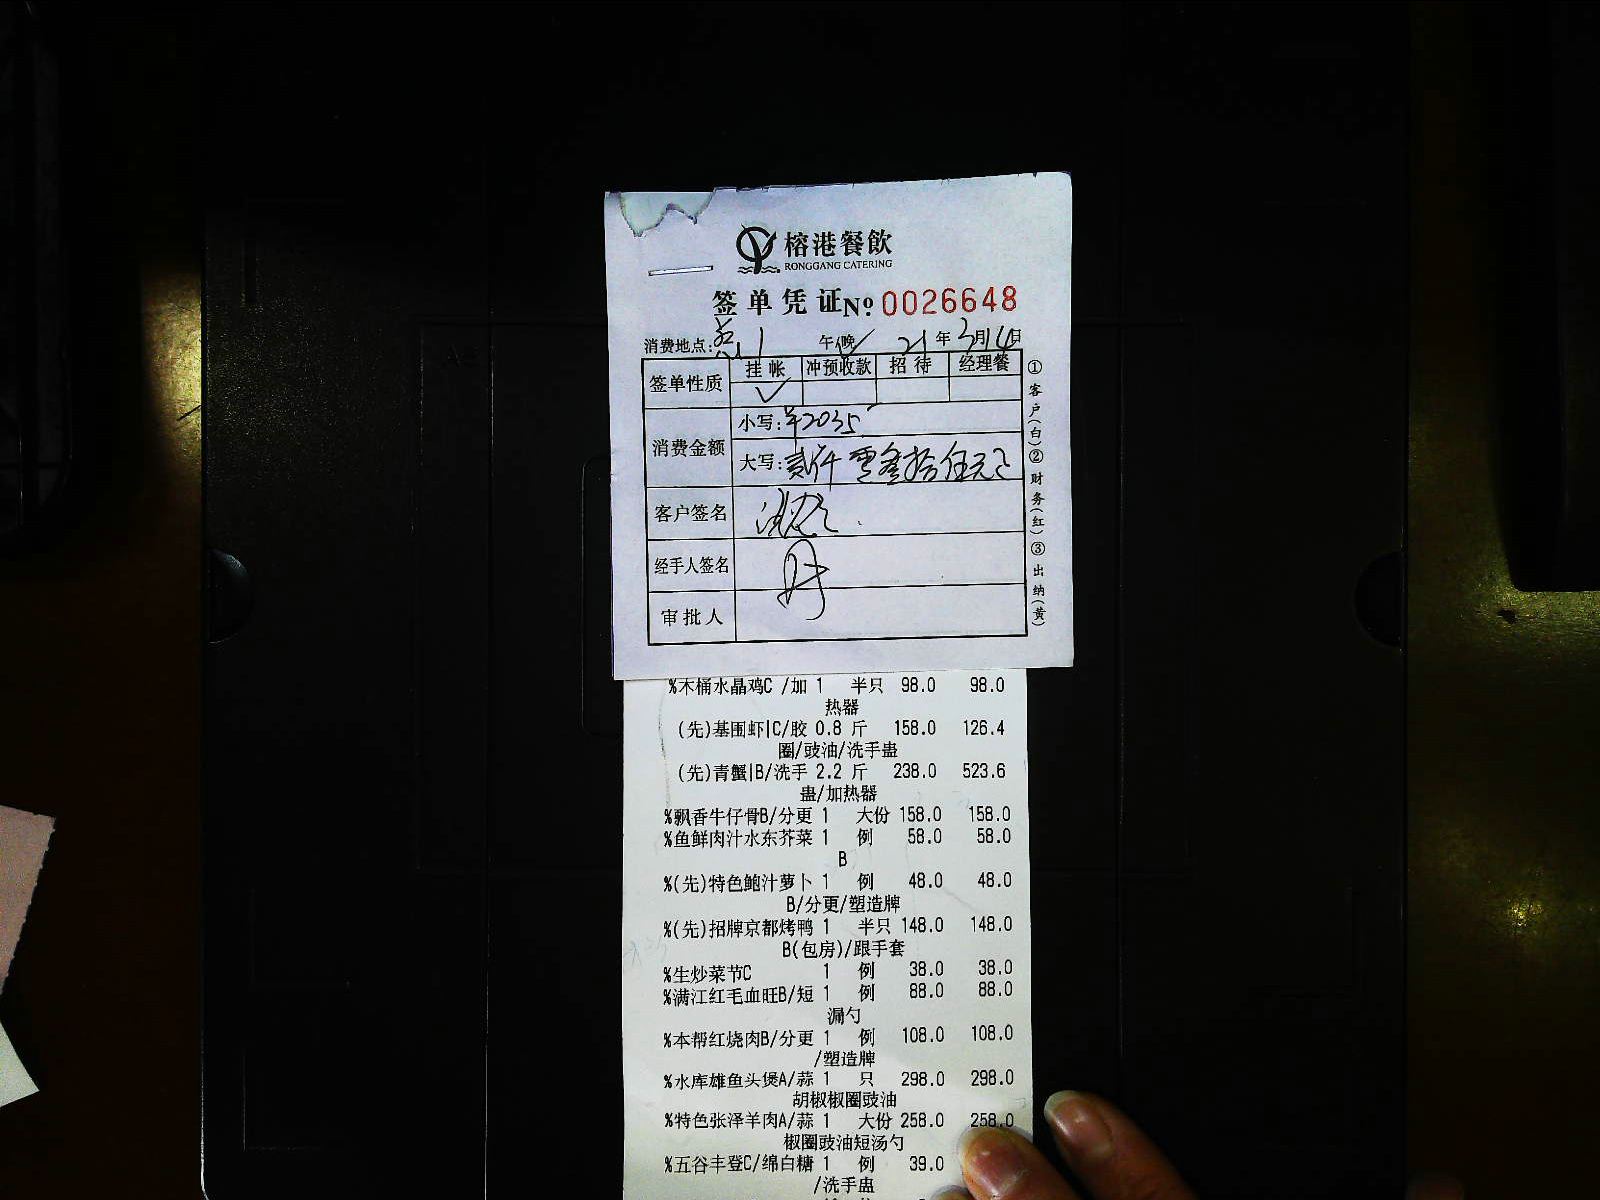 榕港餐飲
RONGGANG CATERING
签单凭证 Nº 0026648
消费地点: 午/晚√ 21年3月14日
签单性质 挂帐 冲预收款 招待 经理餐
√
消费金额 小写:¥2035
大写:贰仟零叁拾伍元正
客户签名
经手人签名
审批人
①客户(白)②财务(红)③出纳(黄)
%木桶水晶鸡C /加 1 半只 98.0 98.0
热器
(先)基围虾|C/胶 0.8 斤 158.0 126.4
圈/豉油/洗手盅
(先)青蟹|B/洗手 2.2 斤 238.0 523.6
盅/加热器
%飘香牛仔骨B/分更 1 大份 158.0 158.0
%鱼鲜肉汁水东芥菜 1 例 58.0 58.0
B
%(先)特色鲍汁萝卜 1 例 48.0 48.0
B/分更/塑造牌
%(先)招牌京都烤鸭 1 半只 148.0 148.0
B(包房)/跟手套
%生炒菜节C 1 例 38.0 38.0
%满江红毛血旺B/短 1 例 88.0 88.0
漏勺
%本帮红烧肉B/分更 1 例 108.0 108.0
/塑造牌
%水库雄鱼头煲A/蒜 1 只 298.0 298.0
胡椒椒圈豉油
%特色张泽羊肉A/蒜 1 大份 258.0 258.0
椒圈豉油短汤勺
%五谷丰登C/绵白糖 1 例 39.0
/洗手盅